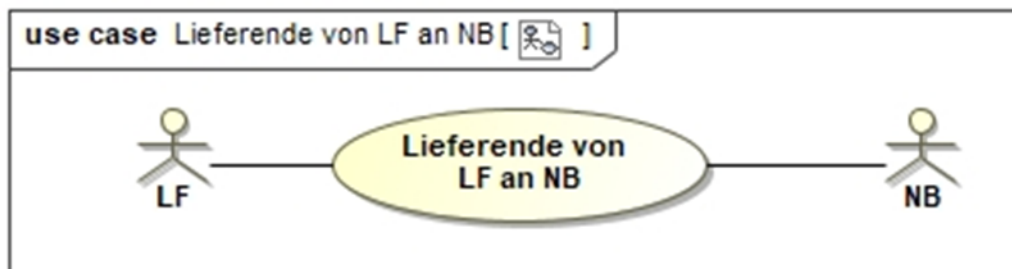 use case Lieferende von LF an NB [ ]
Lieferende von
LF an NB
LF
NB